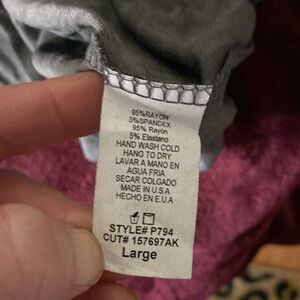 95%RAYON
5%SPANDEX
95% Rayon
5% Elastano
HAND WASH COLD
HANG TO DRY
LAVAR A MANO EN
AGUA FRIA
SECAR COLGADO
MADE IN U.S.A
HECHO EN E.U.A
STYLE# P794
CUT# 157697AK
Large